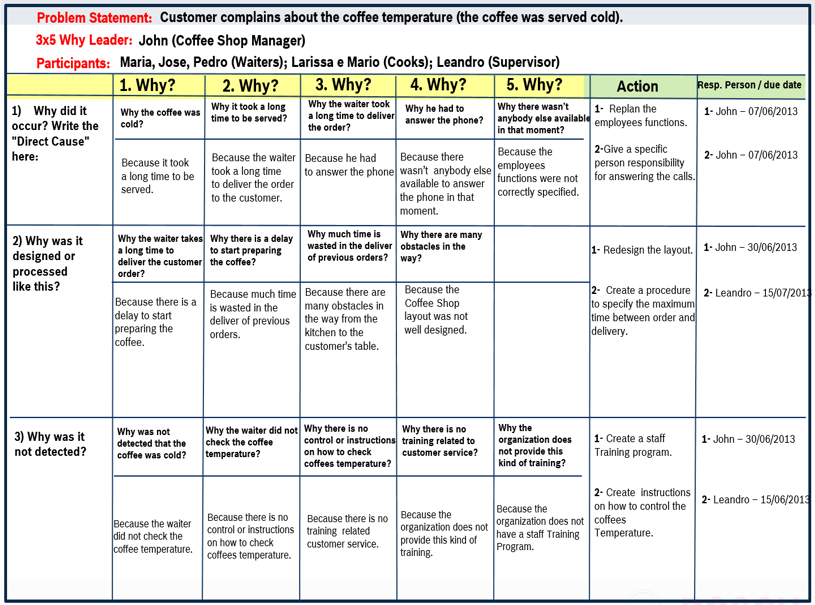 Problem Statement: Customer complains about the coffee temperature (the coffee was served cold).
3x5 Why Leader: John (Coffee Shop Manager)
Participants: Maria, Jose, Pedro (Waiters); Larissa e Mario (Cooks); Leandro (Supervisor)
1. Why? 2. Why? 3. Why? 4. Why? 5. Why? Action Resp. Person / due date
1) Why did it
occur? Write the
"Direct Cause"
here:
Why the coffee was
cold?
Because it took
a long time to be
served.
Why it took a long
time to be served?
Because the waiter
took a long time
to deliver the order
to the customer.
Why the waiter took
a long time to deliver
the order?
Because he had
to answer the phone
Why he had to
answer the phone?
Because there
wasn't anybody else
available to answer
the phone in that
moment.
Why there wasn't
anybody else available
in that moment?
Because the
employees
functions were not
correctly specified.
1- Replan the
employees functions.
2-Give a specific
person responsibility
for answering the calls.
1- John – 07/06/2013
2- John – 07/06/2013
2) Why was it
designed or
processed
like this?
Why the waiter takes
a long time to
deliver the customer
order?
Because there is a
delay to start
preparing the
coffee.
Why there is a delay
to start preparing
the coffee?
Because much time
is wasted in the
deliver of previous
orders.
Why much time is
wasted in the deliver
of previous orders?
Because there are
many obstacles in
the way from the
kitchen to the
customer's table.
Why there are many
obstacles in the
way?
Because the
Coffee Shop
layout was not
well designed.
1- Redesign the layout.
2- Create a procedure
to specify the maximum
time between order and
delivery.
1- John – 30/06/2013
2- Leandro – 15/07/2013
3) Why was it
not detected?
Why was not
detected that the
coffee was cold?
Because the waiter
did not check the
coffee temperature.
Why the waiter did not
check the coffee
temperature?
Because there is no
control or instructions
on how to check
coffees temperature.
Why there is no
control or instructions
on how to check
coffees temperature?
Because there is no
training related
customer service.
Why there is no
training related to
customer service?
Because the
organization does not
provide this kind of
training.
Why the
organization does
not provide this
kind of training?
Because the
organization does not
have a staff Training
Program.
1- Create a staff
Training program.
2- Create instructions
on how to control the
coffees
Temperature.
1- John – 30/06/2013
2- Leandro – 15/06/2013